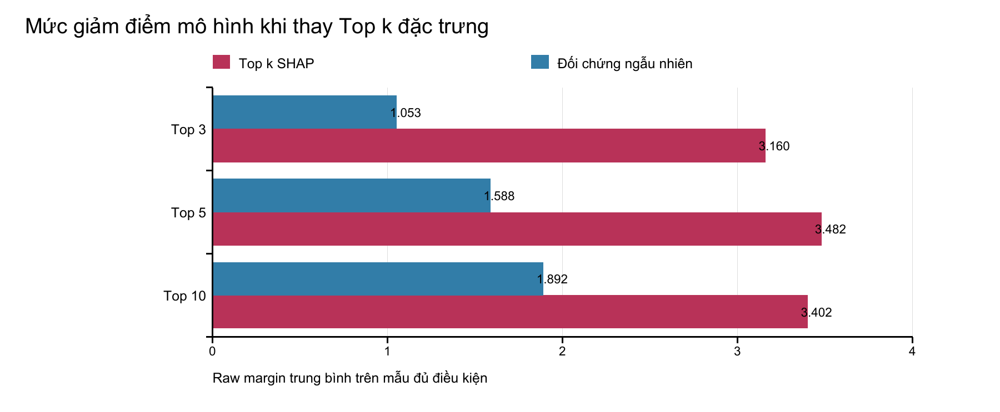 Mức giảm điểm mô hình khi thay Top k đặc trưng
Top k SHAP
Đối chứng ngẫu nhiên
Top 3
1.053
3.160
Top 5
1.588
3.482
Top 10
1.892
3.402
0 1 2 3 4
Raw margin trung bình trên mẫu đủ điều kiện